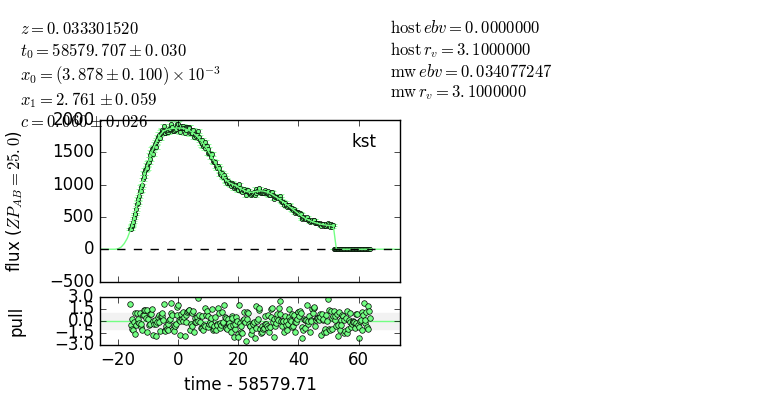 z = 0.033301520
t₀ = 58579.707 ± 0.030
x₀ = (3.878 ± 0.100) × 10⁻³
x₁ = 2.761 ± 0.059
c = 0.060 ± 0.026
host ebv = 0.0000000
host r_v = 3.1000000
mw ebv = 0.034077247
mw r_v = 3.1000000
2000
1500
1000
500
0
−500
flux (ZP_AB = 25.0)
kst
3.0
1.5
0.0
−1.5
−3.0
pull
−20 0 20 40 60
time - 58579.71